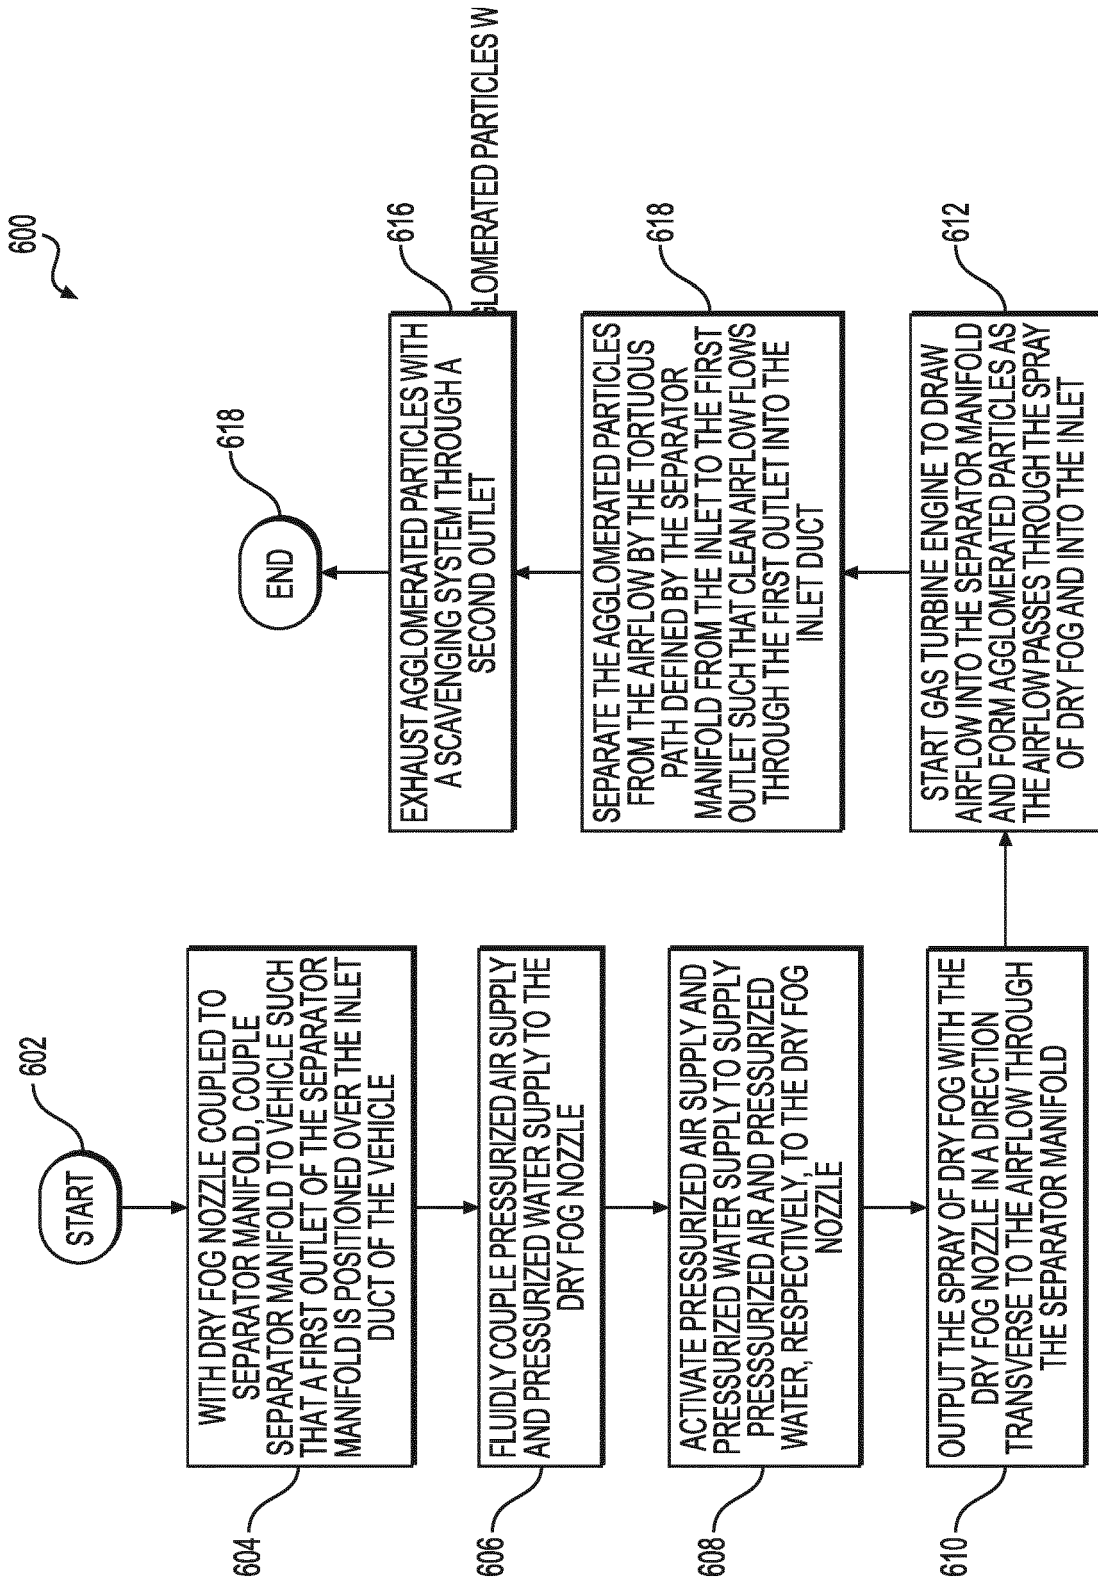 600
602
START
604
WITH DRY FOG NOZZLE COUPLED TO
SEPARATOR MANIFOLD, COUPLE
SEPARATOR MANIFOLD TO VEHICLE SUCH
THAT A FIRST OUTLET OF THE SEPARATOR
MANIFOLD IS POSITIONED OVER THE INLET
DUCT OF THE VEHICLE
606
FLUIDLY COUPLE PRESSURIZED AIR SUPPLY
AND PRESSURIZED WATER SUPPLY TO THE
DRY FOG NOZZLE
608
ACTIVATE PRESSURIZED AIR SUPPLY AND
PRESSURIZED WATER SUPPLY TO SUPPLY
PRESSSURIZED AIR AND PRESSURIZED
WATER, RESPECTIVELY, TO THE DRY FOG
NOZZLE
610
OUTPUT THE SPRAY OF DRY FOG WITH THE
DRY FOG NOZZLE IN A DIRECTION
TRANSVERSE TO THE AIRFLOW THROUGH
THE SEPARATOR MANIFOLD
612
START GAS TURBINE ENGINE TO DRAW
AIRFLOW INTO THE SEPARATOR MANIFOLD
AND FORM AGGLOMERATED PARTICLES AS
THE AIRFLOW PASSES THROUGH THE SPRAY
OF DRY FOG AND INTO THE INLET
618
SEPARATE THE AGGLOMERATED PARTICLES
FROM THE AIRFLOW BY THE TORTUOUS
PATH DEFINED BY THE SEPARATOR
MANIFOLD FROM THE INLET TO THE FIRST
OUTLET SUCH THAT CLEAN AIRFLOW FLOWS
THROUGH THE FIRST OUTLET INTO THE
INLET DUCT
616
EXHAUST AGGLOMERATED PARTICLES WITH
A SCAVENGING SYSTEM THROUGH A
SECOND OUTLET
GLOMERATED PARTICLES W
618
END